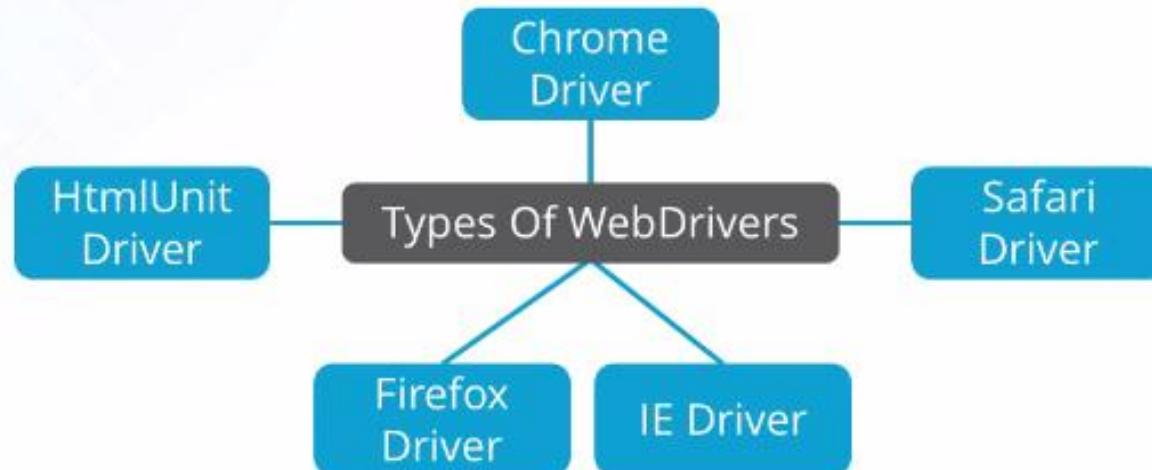 Chrome
Driver
HtmlUnit
Driver
Types Of WebDrivers
Safari
Driver
Firefox
Driver
IE Driver